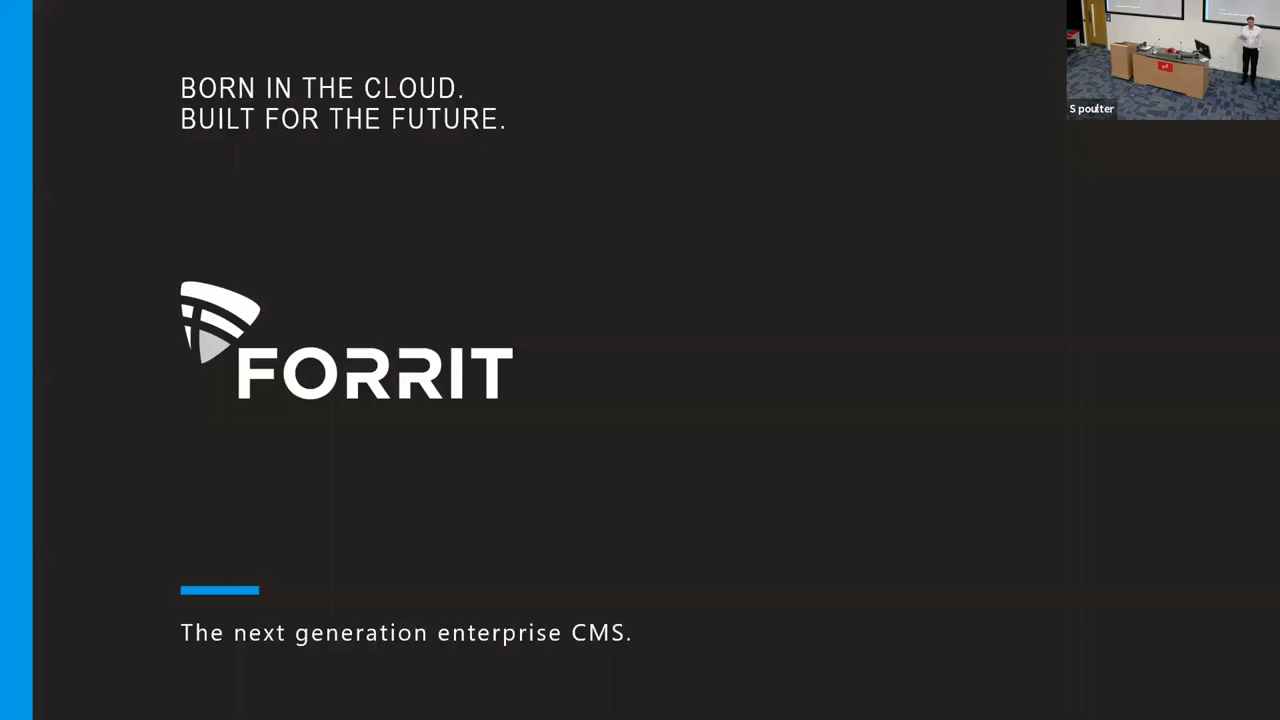 BORN IN THE CLOUD.
BUILT FOR THE FUTURE.
S poulter
FORRIT
The next generation enterprise CMS.